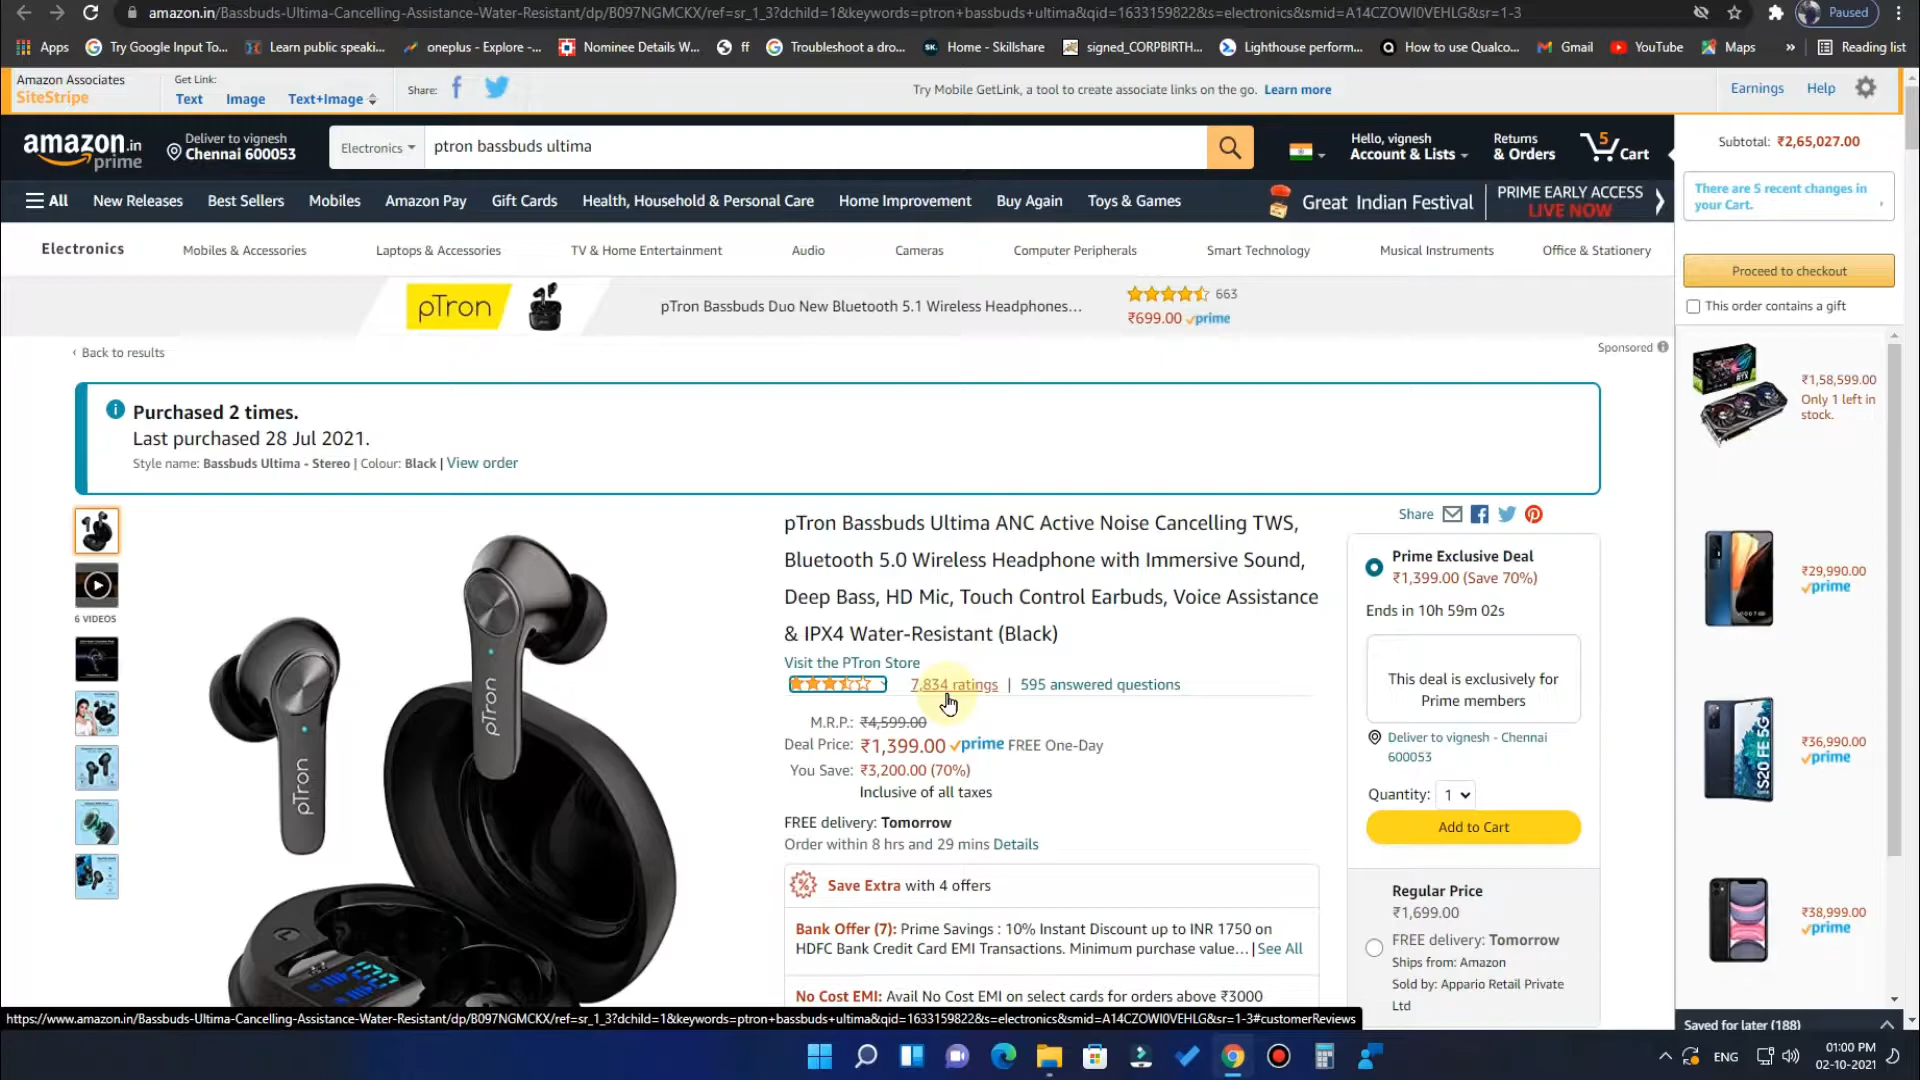 amazon.in/Bassbuds-Ultima-Cancelling-Assistance-Water-Resistant/dp/B097NGMCKX/ref=sr_1_3?dchild=1&keywords=ptron+bassbuds+ultima&qid=1633159822&s=electronics&smid=A14CZOWI0VEHLG&sr=1-3
Paused
Apps
Try Google Input To...
Learn public speaki...
oneplus - Explore -...
Nominee Details W...
ff
Troubleshoot a dro...
Home - Skillshare
signed_CORPBIRTH...
Lighthouse perform...
How to use Qualco...
Gmail
YouTube
Maps
»
Reading list
Amazon Associates
SiteStripe
Get Link:
Text Image Text+Image
Share:
Try Mobile GetLink, a tool to create associate links on the go. Learn more
Earnings Help
amazon.in
prime
Deliver to vignesh
Chennai 600053
Electronics
ptron bassbuds ultima
Hello, vignesh
Account & Lists
Returns
& Orders
5
Cart
Subtotal: ₹2,65,027.00
There are 5 recent changes in
your Cart.
All New Releases Best Sellers Mobiles Amazon Pay Gift Cards Health, Household & Personal Care Home Improvement Buy Again Toys & Games
Great Indian Festival
PRIME EARLY ACCESS
LIVE NOW
Electronics Mobiles & Accessories Laptops & Accessories TV & Home Entertainment Audio Cameras Computer Peripherals Smart Technology Musical Instruments Office & Stationery
Proceed to checkout
This order contains a gift
pTron
pTron Bassbuds Duo New Bluetooth 5.1 Wireless Headphones...
663
₹699.00 prime
‹ Back to results
Sponsored
Purchased 2 times.
Last purchased 28 Jul 2021.
Style name: Bassbuds Ultima - Stereo | Colour: Black | View order
6 VIDEOS
pTron
pTron
L
100
100
pTron Bassbuds Ultima ANC Active Noise Cancelling TWS,
Bluetooth 5.0 Wireless Headphone with Immersive Sound,
Deep Bass, HD Mic, Touch Control Earbuds, Voice Assistance
& IPX4 Water-Resistant (Black)
Visit the PTron Store
7,834 ratings | 595 answered questions
M.R.P.: ₹4,599.00
Deal Price: ₹1,399.00 prime FREE One-Day
You Save: ₹3,200.00 (70%)
Inclusive of all taxes
FREE delivery: Tomorrow
Order within 8 hrs and 29 mins Details
Save Extra with 4 offers
Bank Offer (7): Prime Savings : 10% Instant Discount up to INR 1750 on
HDFC Bank Credit Card EMI Transactions. Minimum purchase value... | See All
No Cost EMI: Avail No Cost EMI on select cards for orders above ₹3000
Share
Prime Exclusive Deal
₹1,399.00 (Save 70%)
Ends in 10h 59m 02s
This deal is exclusively for
Prime members
Deliver to vignesh - Chennai
600053
Quantity: 1
Add to Cart
Regular Price
₹1,699.00
FREE delivery: Tomorrow
Ships from: Amazon
Sold by: Appario Retail Private
Ltd
₹1,58,599.00
Only 1 left in
stock.
₹29,990.00
prime
S20 FE 5G
₹36,990.00
prime
₹38,999.00
prime
Saved for later (188)
https://www.amazon.in/Bassbuds-Ultima-Cancelling-Assistance-Water-Resistant/dp/B097NGMCKX/ref=sr_1_3?dchild=1&keywords=ptron+bassbuds+ultima&qid=1633159822&s=electronics&smid=A14CZOWI0VEHLG&sr=1-3#customerReviews
ENG
01:00 PM
02-10-2021